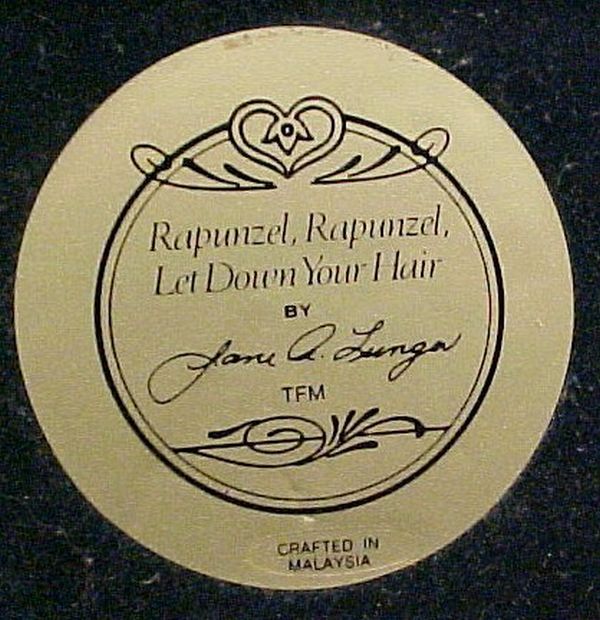 Rapunzel, Rapunzel,
Let Down Your Hair
BY
Jane A. Lunger
TFM
CRAFTED IN
MALAYSIA